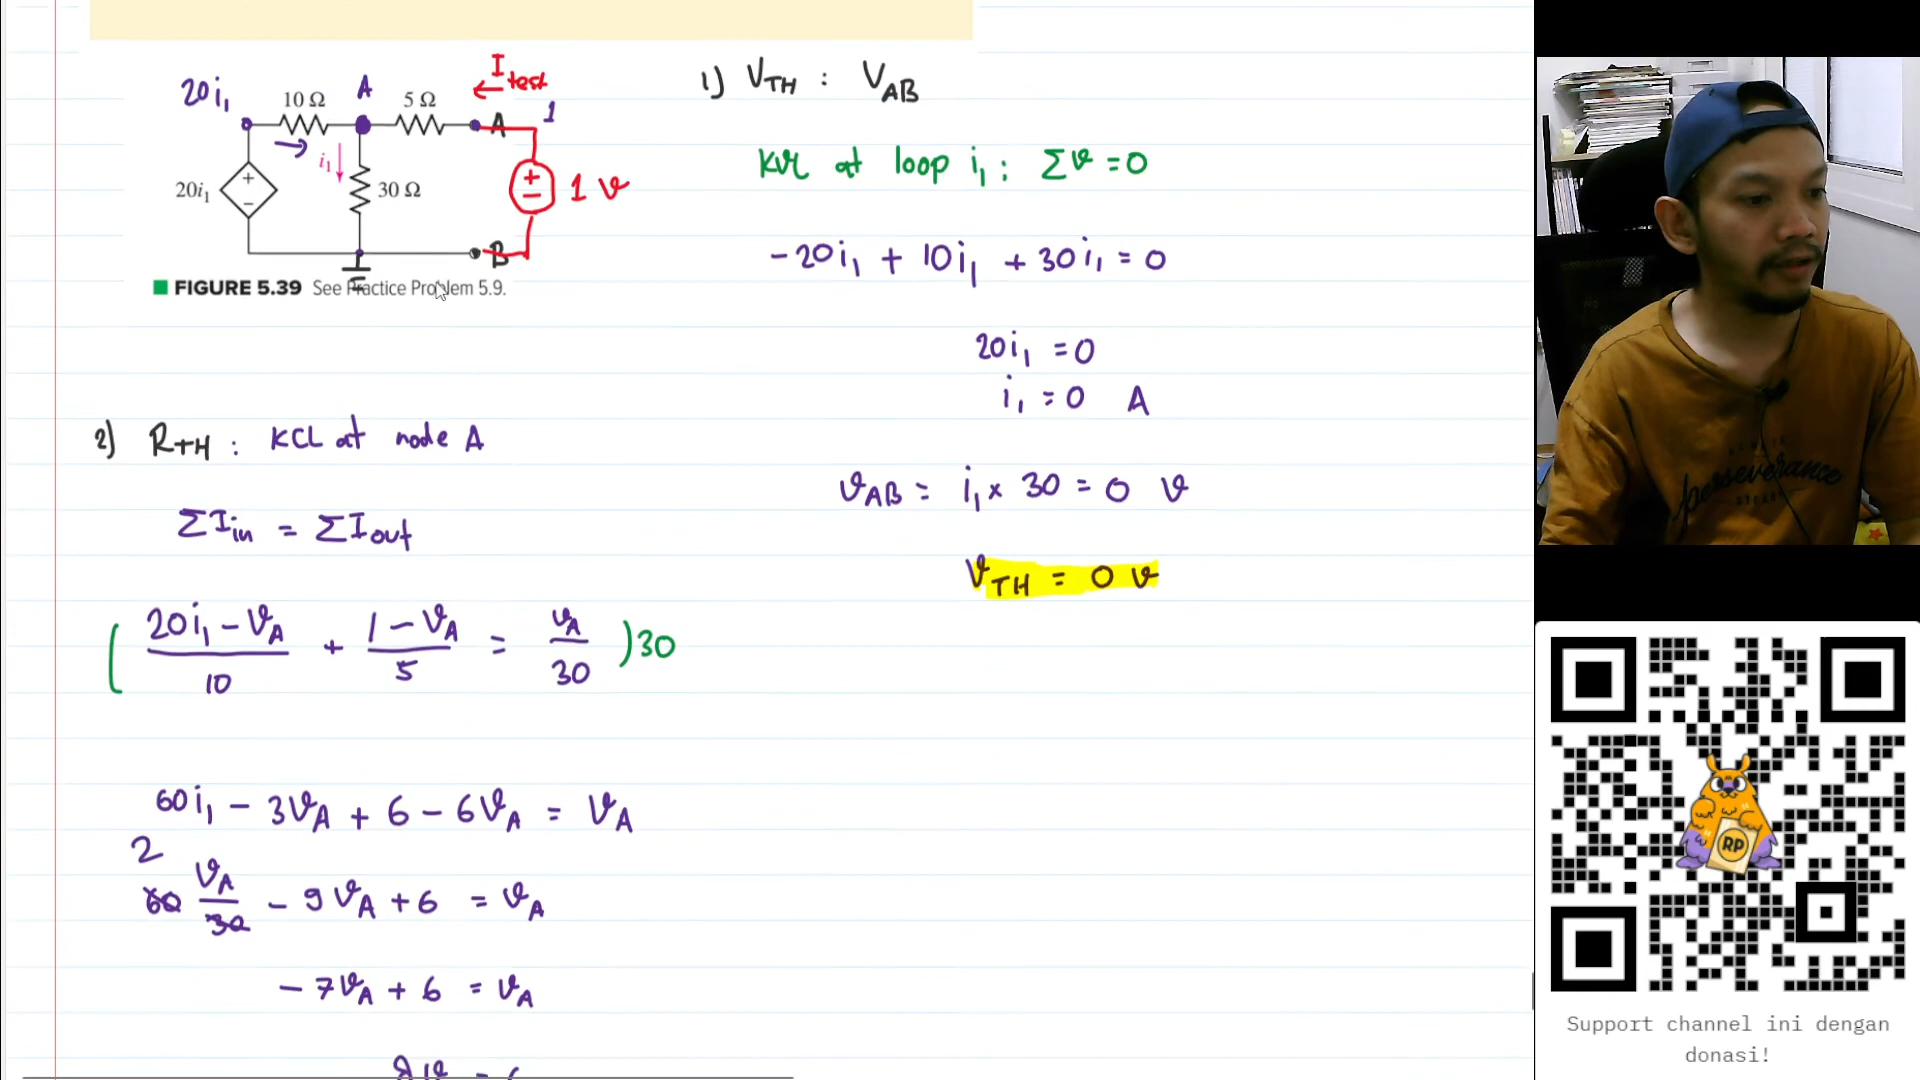 20i₁
10 Ω
A
5 Ω
I test
A
1
i₁
20i₁
+
−
30 Ω
+
−
1 v
B
FIGURE 5.39 See Practice Problem 5.9.
1) V_TH : V_AB
KVL at loop i₁ : Σv = 0
-20i₁ + 10i₁ + 30i₁ = 0
20i₁ = 0
i₁ = 0 A
v_AB = i₁ × 30 = 0 v
V_TH = 0 v
2) R_TH : KCL at node A
ΣI_in = ΣI_out
( (20i₁ - v_A)/10 + (1 - v_A)/5 = v_A/30 ) 30
60i₁ - 3v_A + 6 - 6v_A = v_A
2
60 v_A/30 - 9v_A + 6 = v_A
-7v_A + 6 = v_A
perseverance
RP
Support channel ini dengan
donasi!